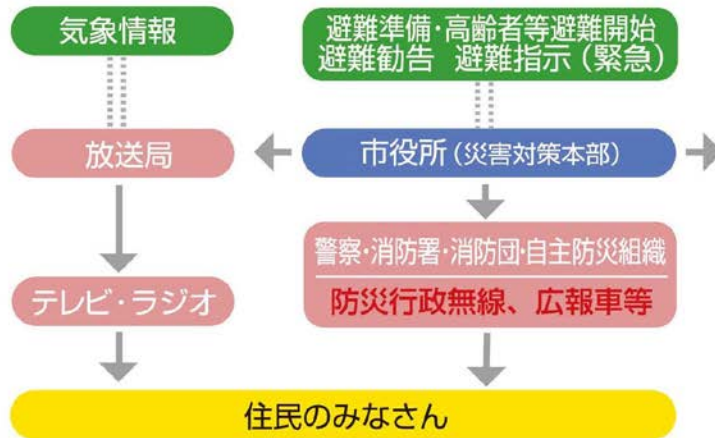 気象情報
避難準備・高齢者等避難開始
避難勧告 避難指示（緊急）
放送局
市役所（災害対策本部）
警察・消防署・消防団・自主防災組織
防災行政無線、広報車等
テレビ・ラジオ
住民のみなさん